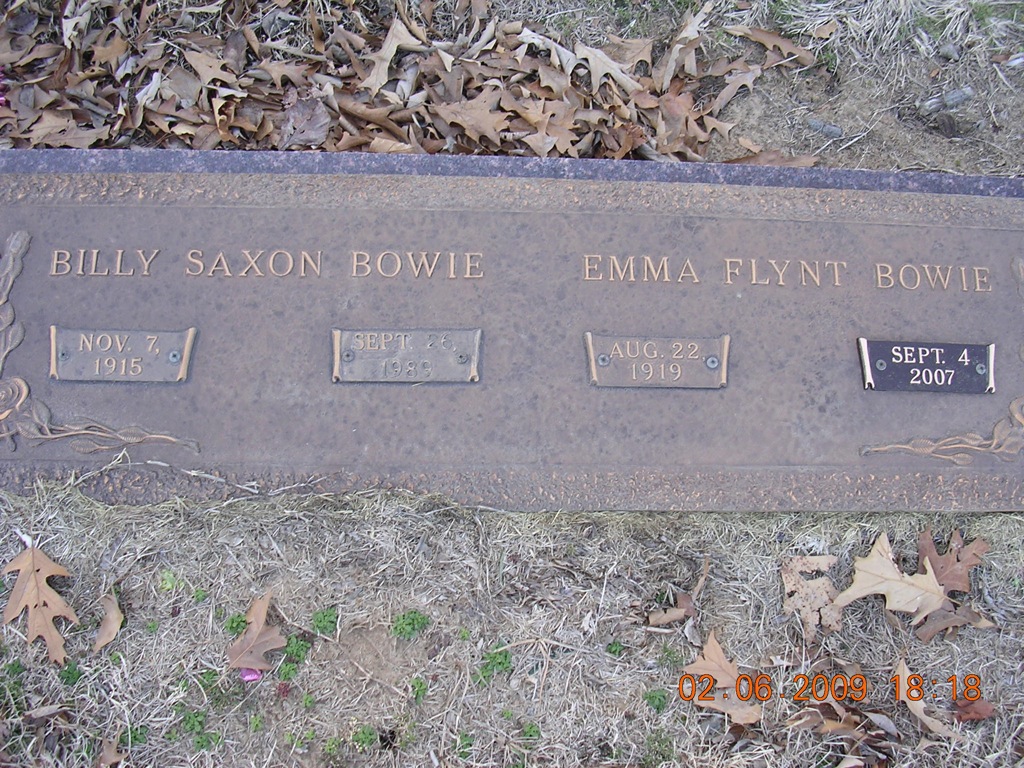 BILLY SAXON BOWIE
EMMA FLYNT BOWIE
NOV. 7,
1915
SEPT. 26,
1989
AUG. 22,
1919
SEPT. 4
2007
02.06.2009 18:18